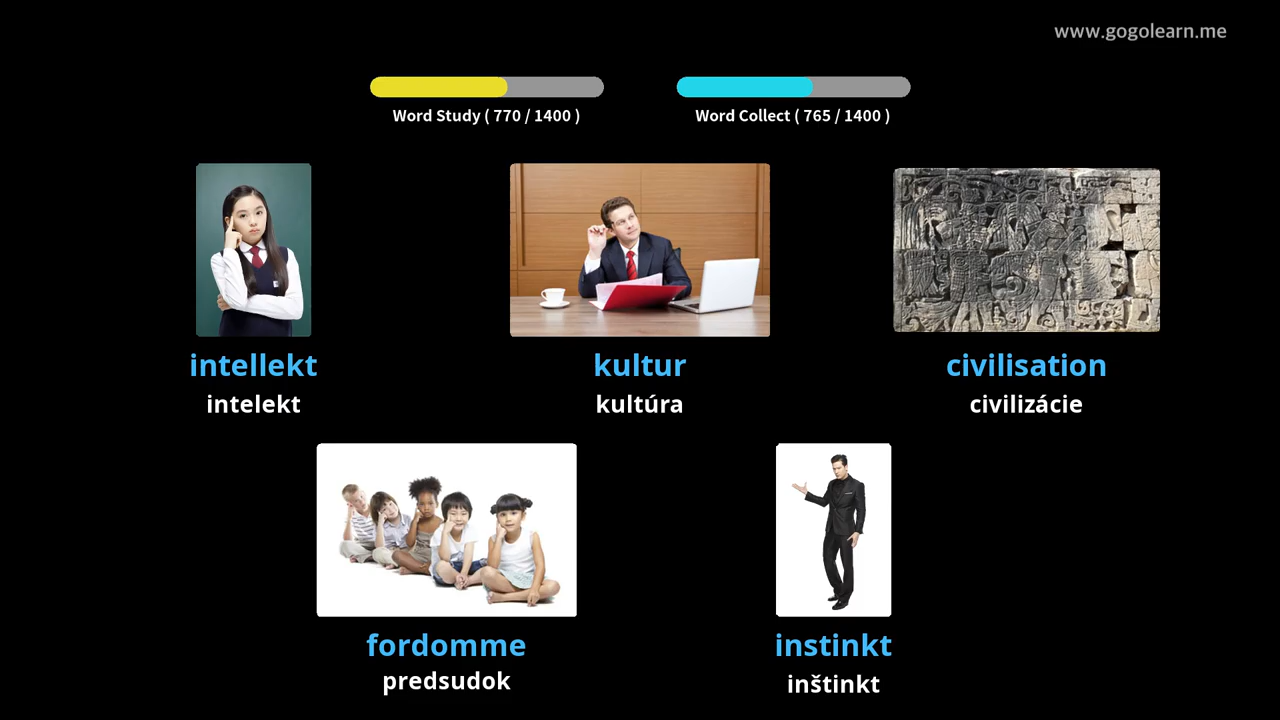 www.gogolearn.me
Word Study ( 770 / 1400 )
Word Collect ( 765 / 1400 )
intellekt
intelekt
kultur
kultúra
civilisation
civilizácie
fordomme
predsudok
instinkt
inštinkt